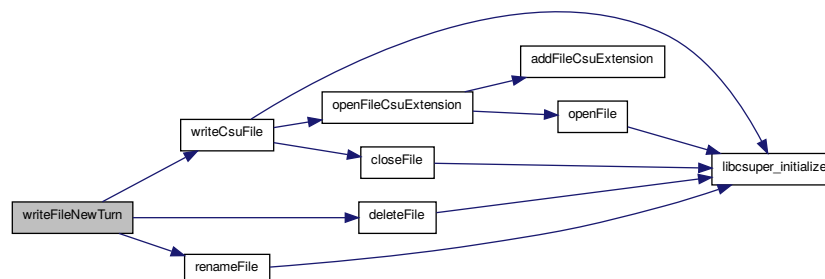 addFileCsuExtension
openFileCsuExtension
openFile
writeCsuFile
closeFile
libcsuper_initialize
writeFileNewTurn
deleteFile
renameFile